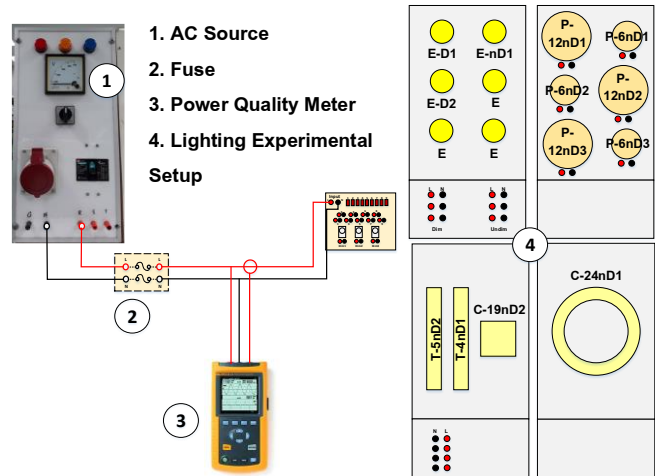 1. AC Source
2. Fuse
3. Power Quality Meter
4. Lighting Experimental
Setup
1
2
3
4
L
L
N
N
Input
E-D1
E-nD1
E-D2
E
E
E
L N
L N
Dim
Undim
P-
12nD1
P-6nD1
P-6nD2
P-
12nD2
P-
12nD3
P-6nD3
T-5nD2
T-4nD1
C-19nD2
C-24nD1
N L